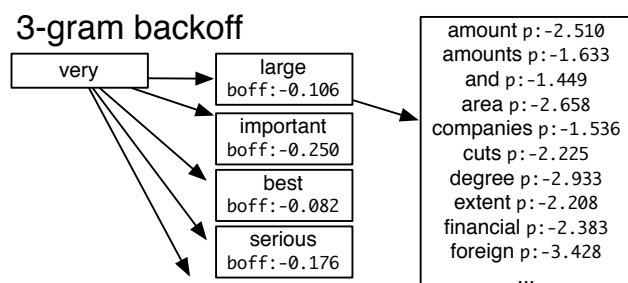 3-gram backoff
very
large
boff:-0.106
important
boff:-0.250
best
boff:-0.082
serious
boff:-0.176
amount p:-2.510
amounts p:-1.633
and p:-1.449
area p:-2.658
companies p:-1.536
cuts p:-2.225
degree p:-2.933
extent p:-2.208
financial p:-2.383
foreign p:-3.428
...